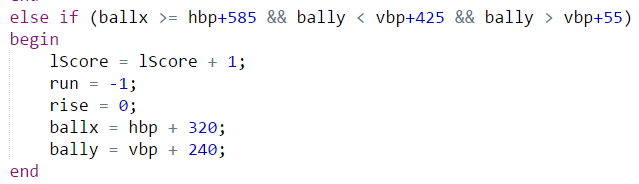 else if (ballx >= hbp+585 && bally < vbp+425 && bally > vbp+55)
begin
lScore = lScore + 1;
run = -1;
rise = 0;
ballx = hbp + 320;
bally = vbp + 240;
end